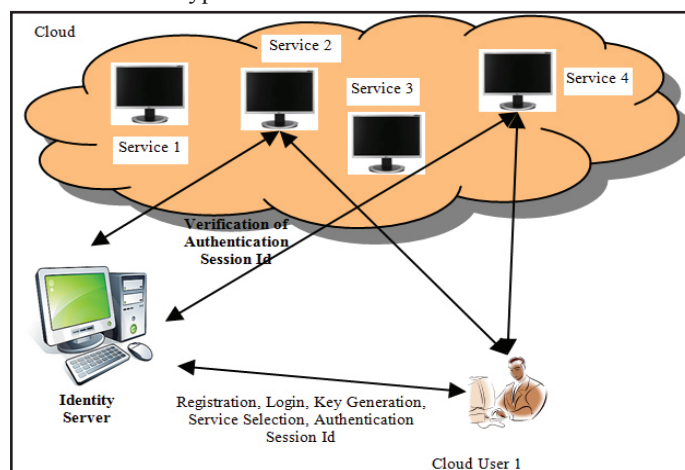 Cloud
Service 2
Service 4
Service 3
Service 1
Verification of
Authentication
Session Id
Identity
Server
Registration, Login, Key Generation,
Service Selection, Authentication
Session Id
Cloud User 1